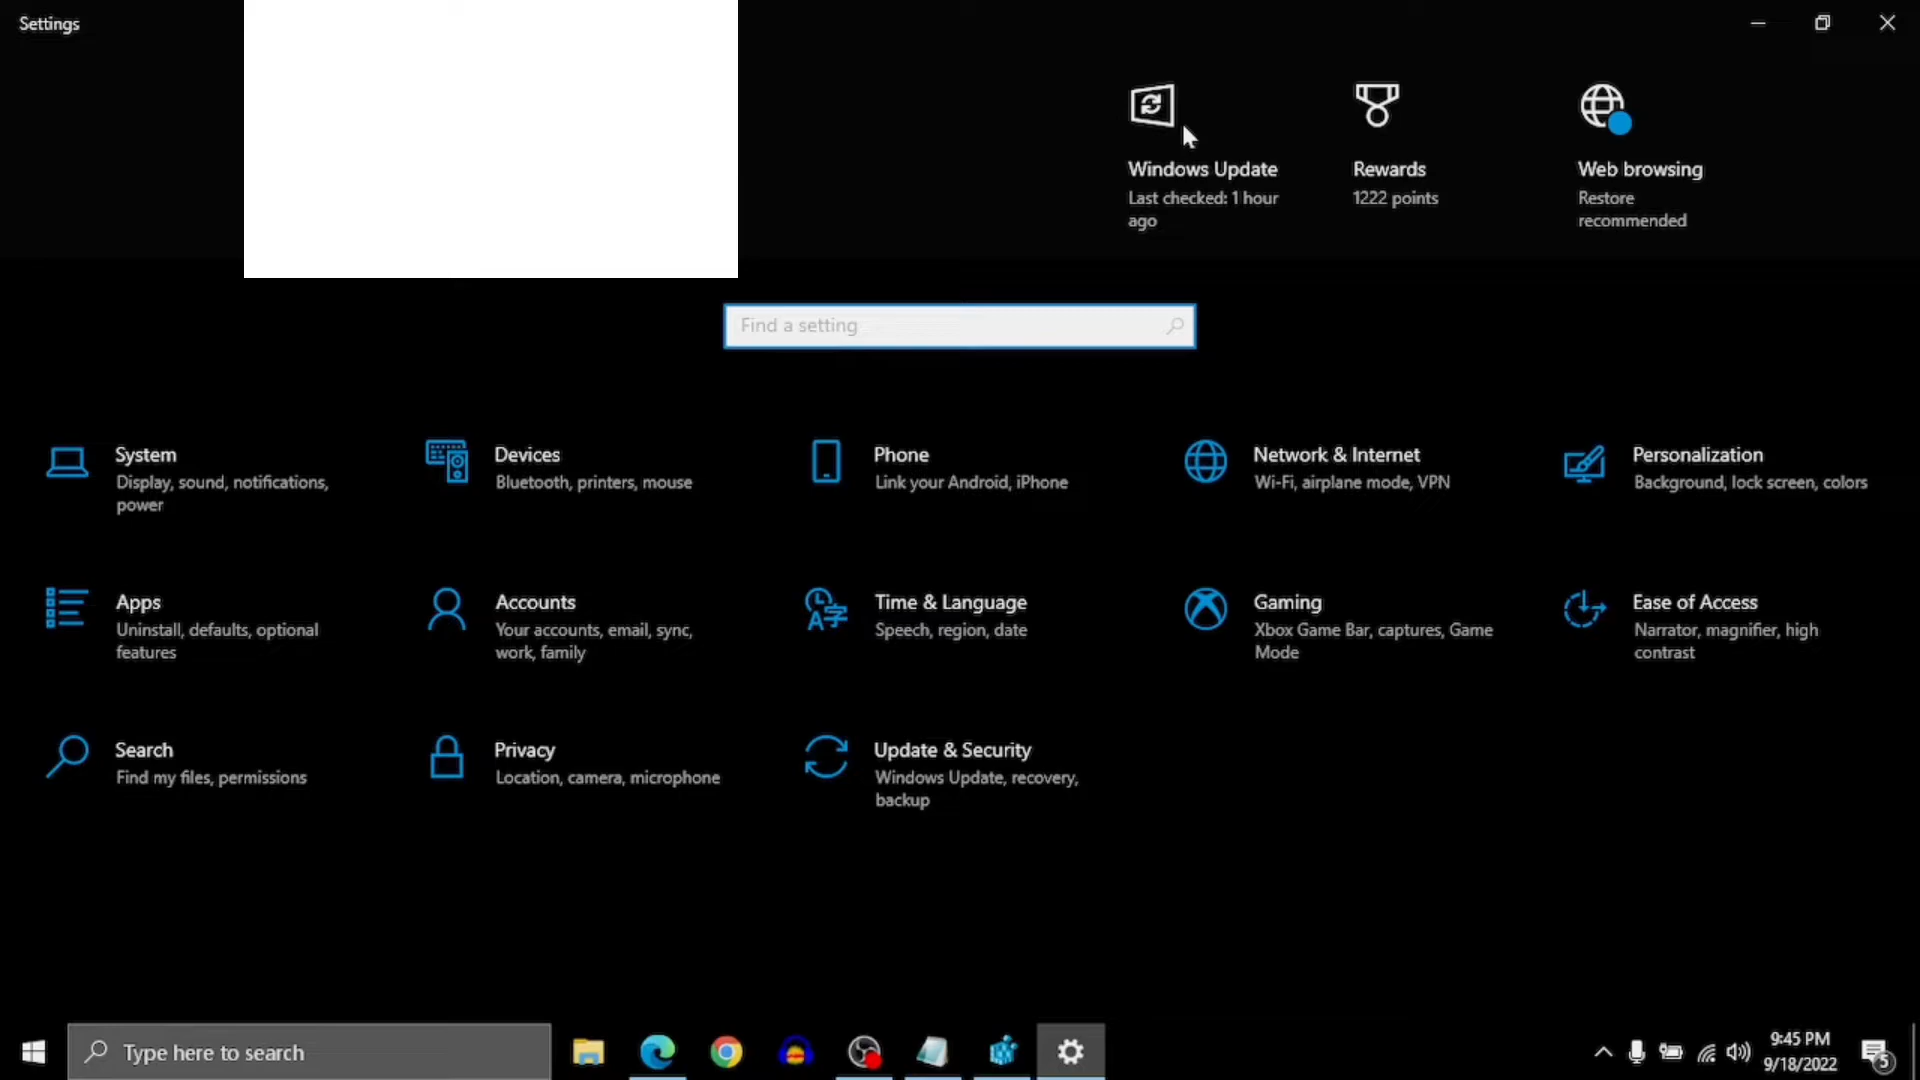 Settings
Windows Update
Last checked: 1 hour
ago
Rewards
1222 points
Web browsing
Restore
recommended
Find a setting
System
Display, sound, notifications,
power
Devices
Bluetooth, printers, mouse
Phone
Link your Android, iPhone
Network & Internet
Wi-Fi, airplane mode, VPN
Personalization
Background, lock screen, colors
Apps
Uninstall, defaults, optional
features
Accounts
Your accounts, email, sync,
work, family
Time & Language
Speech, region, date
Gaming
Xbox Game Bar, captures, Game
Mode
Ease of Access
Narrator, magnifier, high
contrast
Search
Find my files, permissions
Privacy
Location, camera, microphone
Update & Security
Windows Update, recovery,
backup
Type here to search
9:45 PM
9/18/2022
5